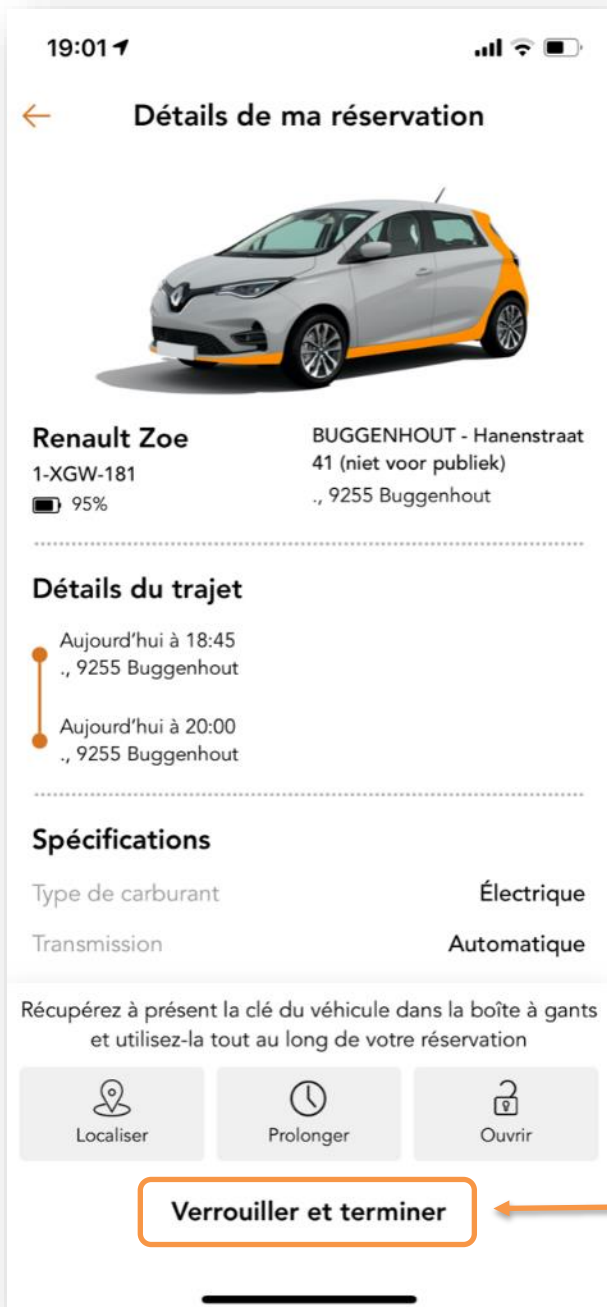 19:01
Détails de ma réservation
Renault Zoe
1-XGW-181
95%
BUGGENHOUT - Hanenstraat
41 (niet voor publiek)
., 9255 Buggenhout
Détails du trajet
Aujourd'hui à 18:45
., 9255 Buggenhout
Aujourd'hui à 20:00
., 9255 Buggenhout
Spécifications
Type de carburant Électrique
Transmission Automatique
Récupérez à présent la clé du véhicule dans la boîte à gants
et utilisez-la tout au long de votre réservation
Localiser Prolonger Ouvrir
Verrouiller et terminer